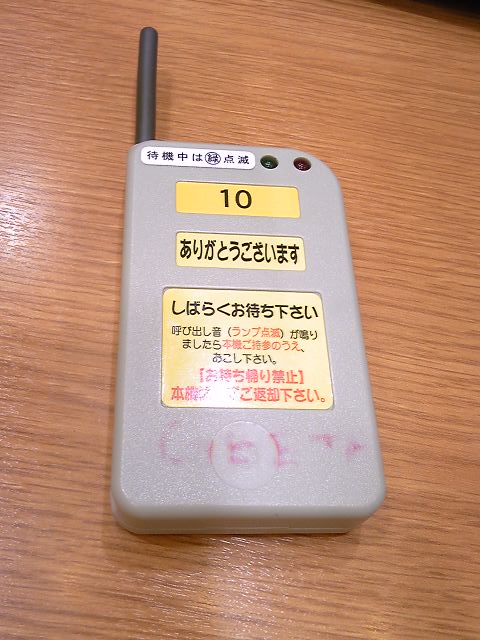 待機中は緑点滅
10
ありがとうございます
しばらくお待ち下さい
呼び出し音（ランプ点滅）が鳴り
ましたら本機ご持参のうえ、
おこし下さい。
【お持ち帰り禁止】
本機 ご返却下さい。